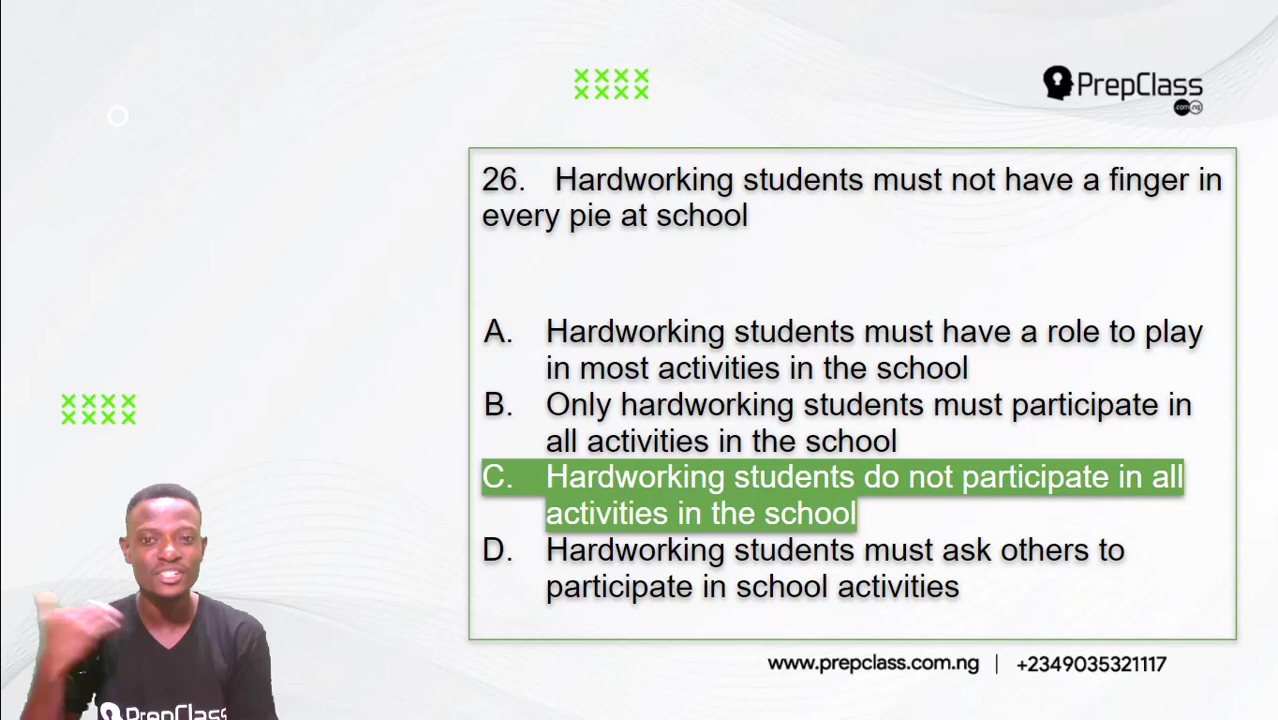 PrepClass
.com.ng
26. Hardworking students must not have a finger in
every pie at school
A. Hardworking students must have a role to play
in most activities in the school
B. Only hardworking students must participate in
all activities in the school
C. Hardworking students do not participate in all
activities in the school
D. Hardworking students must ask others to
participate in school activities
www.prepclass.com.ng | +2349035321117
PrepClass